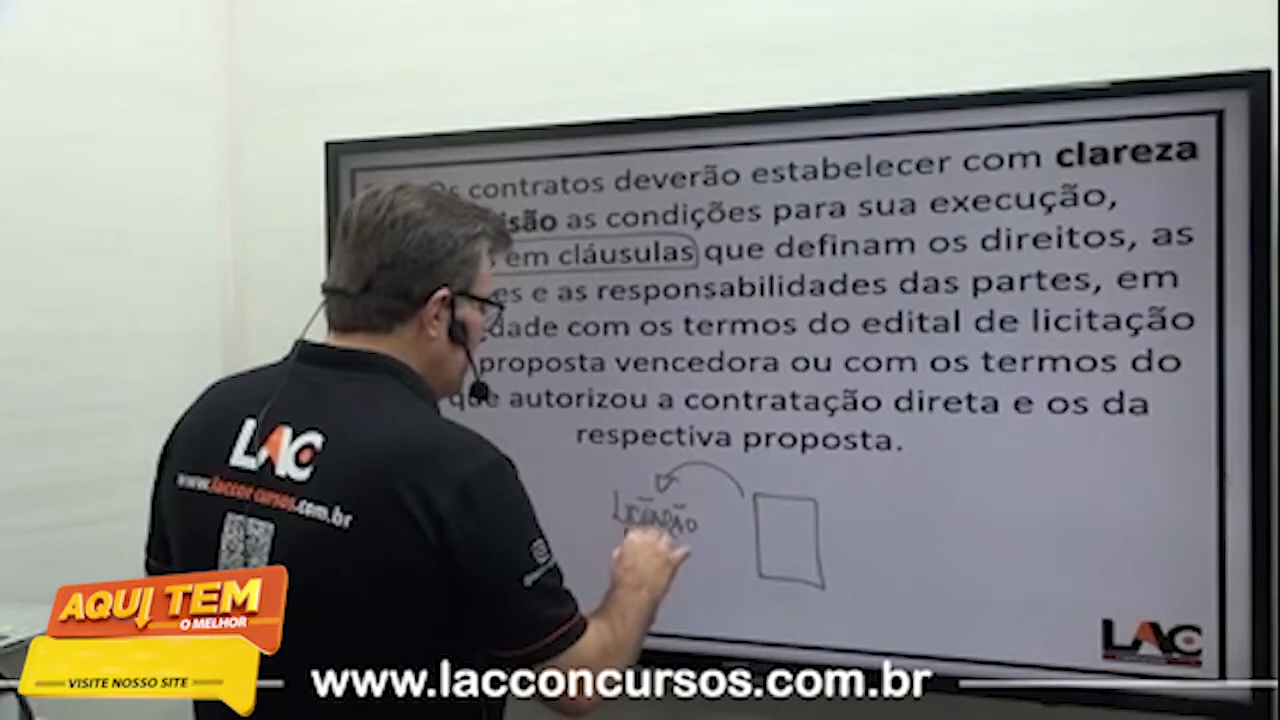 Os contratos deverão estabelecer com clareza
isão as condições para sua execução,
em cláusulas que definam os direitos, as
es e as responsabilidades das partes, em
dade com os termos do edital de licitação
proposta vencedora ou com os termos do
que autorizou a contratação direta e os da
respectiva proposta.
LICITAÇÃO
LAC
www.lacconcursos.com.br
LAC
AQUI TEM
O MELHOR
VISITE NOSSO SITE
www.lacconcursos.com.br